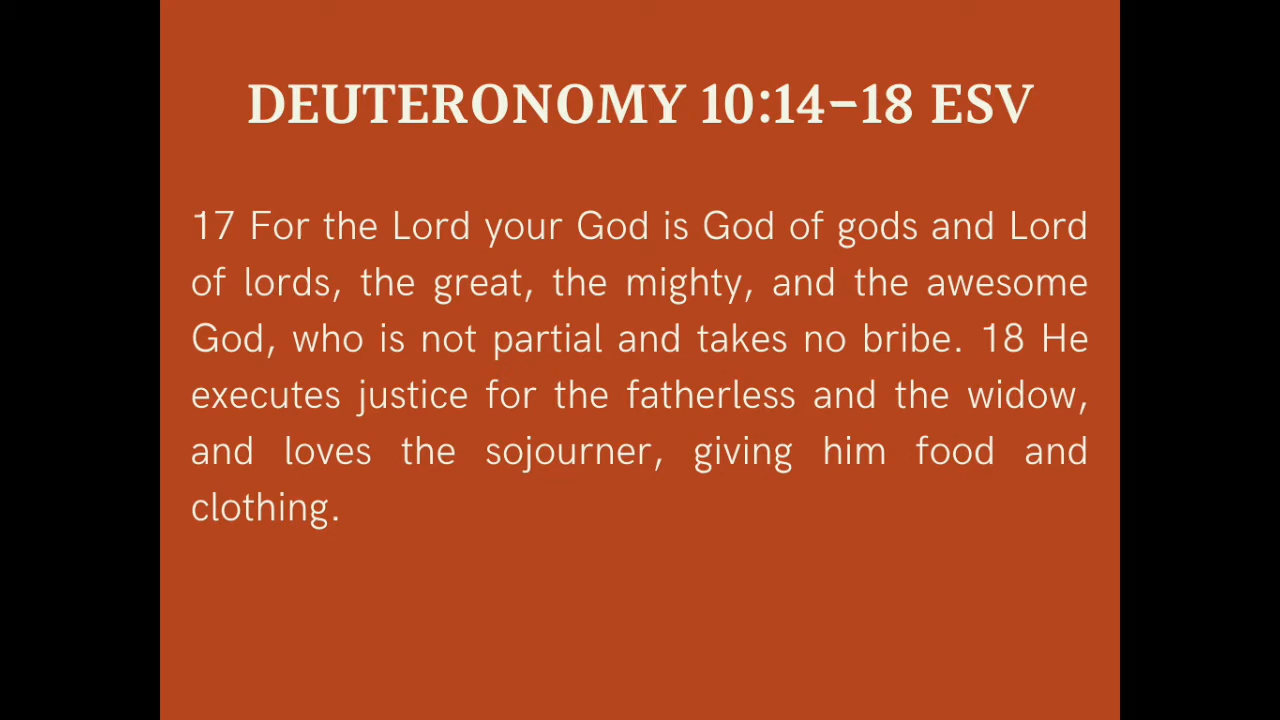 DEUTERONOMY 10:14–18 ESV
17 For the Lord your God is God of gods and Lord
of lords, the great, the mighty, and the awesome
God, who is not partial and takes no bribe. 18 He
executes justice for the fatherless and the widow,
and loves the sojourner, giving him food and
clothing.